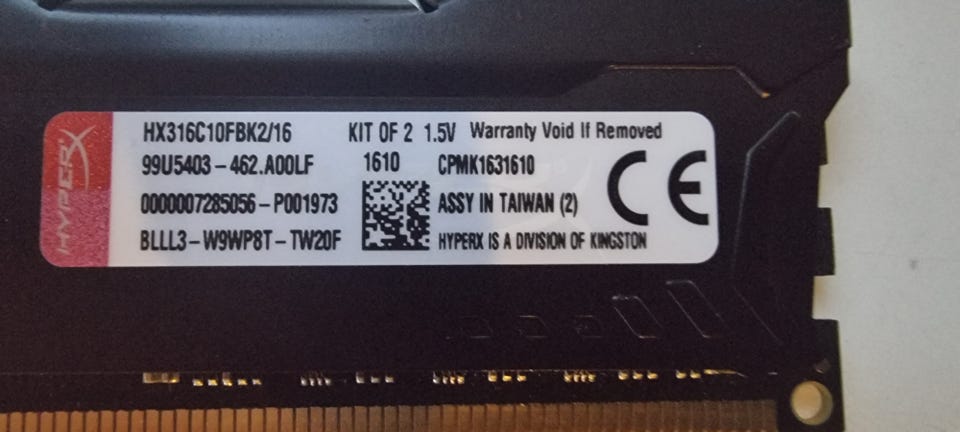 HYPERX
HX316C10FBK2/16 KIT OF 2 1.5V Warranty Void If Removed
99U5403-462.A00LF 1610 CPMK1631610
0000007285056-P001973 ASSY IN TAIWAN (2)
BLLL3-W9WP8T-TW20F HYPERX IS A DIVISION OF KINGSTON
CE